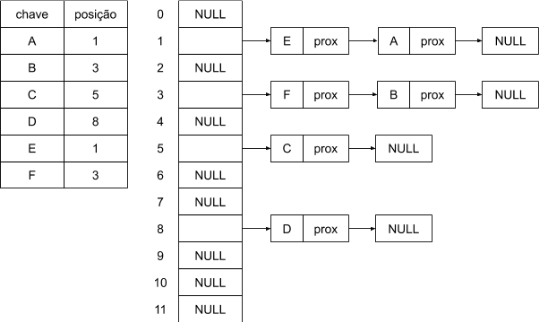 chave posição
A 1
B 3
C 5
D 8
E 1
F 3
0 NULL
1 E prox A prox NULL
2 NULL
3 F prox B prox NULL
4 NULL
5 C prox NULL
6 NULL
7 NULL
8 D prox NULL
9 NULL
10 NULL
11 NULL